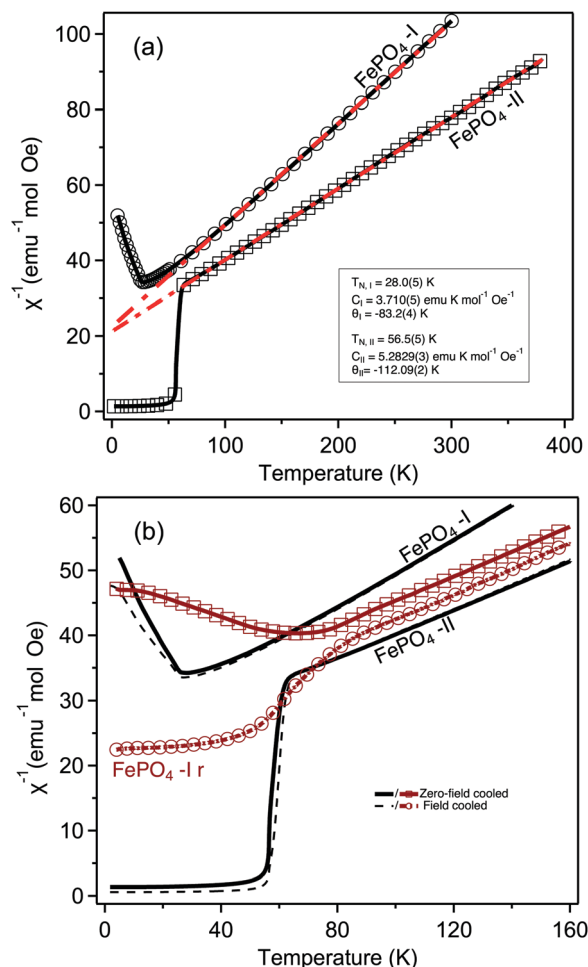 (a)
FePO₄-I
FePO₄-II
100
80
60
40
20
0
χ⁻¹(emu⁻¹mol Oe)
T_N, I = 28.0(5) K
C_I = 3.710(5) emu K mol⁻¹ Oe⁻¹
θ_I = -83.2(4) K
T_N, II = 56.5(5) K
C_II = 5.2829(3) emu K mol⁻¹ Oe⁻¹
θ_II= -112.09(2) K
0 100 200 300 400
Temperature (K)
(b)
FePO₄-I
FePO₄-II
FePO₄-I r
60
50
40
30
20
10
0
χ⁻¹(emu⁻¹mol Oe)
/ Zero-field cooled
/ Field cooled
0 40 80 120 160
Temperature (K)